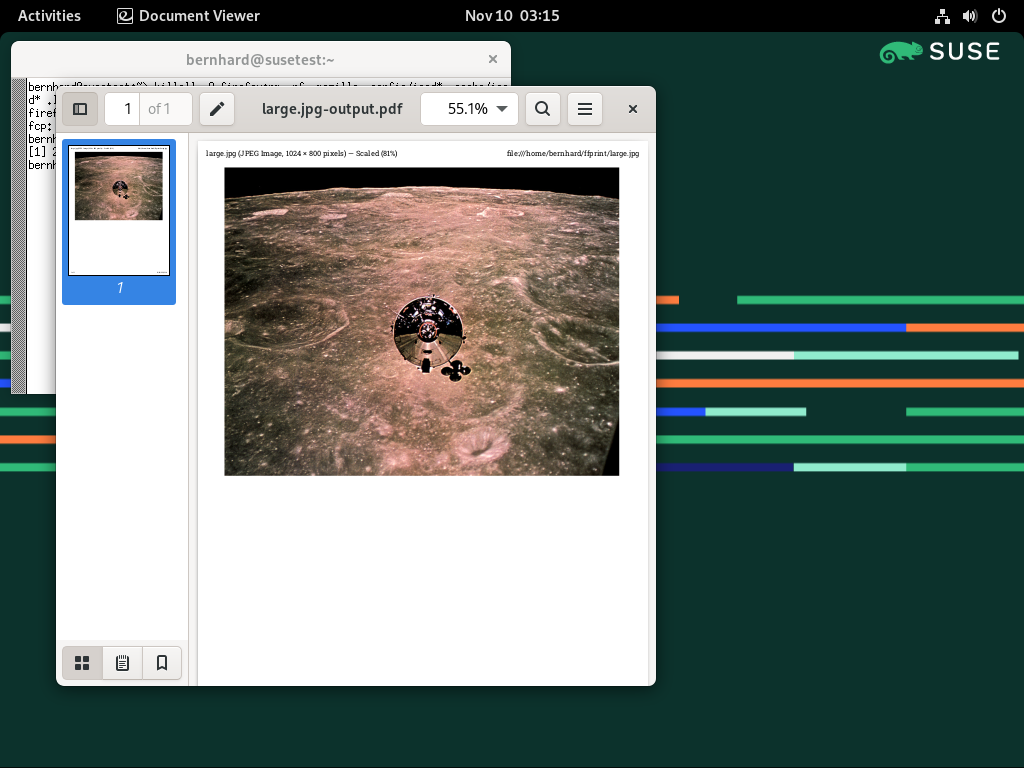 Activities
Document Viewer
Nov 10 03:15
SUSE
bernhard@susetest:~
d* .
firef
fcp:
bern
[1] 2
bernh
1
of 1
large.jpg-output.pdf
55.1%
large.jpg (JPEG Image, 1024 × 800 pixels) — Scaled (81%)
file:///home/bernhard/ffprint/large.jpg
1